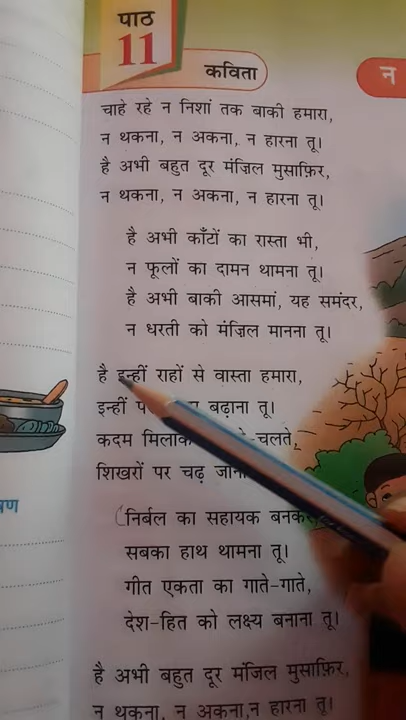 पाठ
11
कविता
न
चाहे रहे न निशां तक बाकी हमारा,
न थकना, न अकना, न हारना तू।
है अभी बहुत दूर मंज़िल मुसाफ़िर,
न थकना, न अकना, न हारना तू।
है अभी काँटों का रास्ता भी,
न फूलों का दामन थामना तू।
है अभी बाकी आसमां, यह समंदर,
न धरती को मंज़िल मानना तू।
है इन्हीं राहों से वास्ता हमारा,
इन्हीं बढ़ाना तू।
कदम चलते,
शिखरों पर चढ़
निर्बल का सहायक
सबका हाथ थामना तू।
गीत एकता का गाते-गाते,
देश-हित को लक्ष्य बनाना तू।
है अभी बहुत दूर मंजिल मुसाफ़िर,
न थकना, न अकना,न हारना तू।